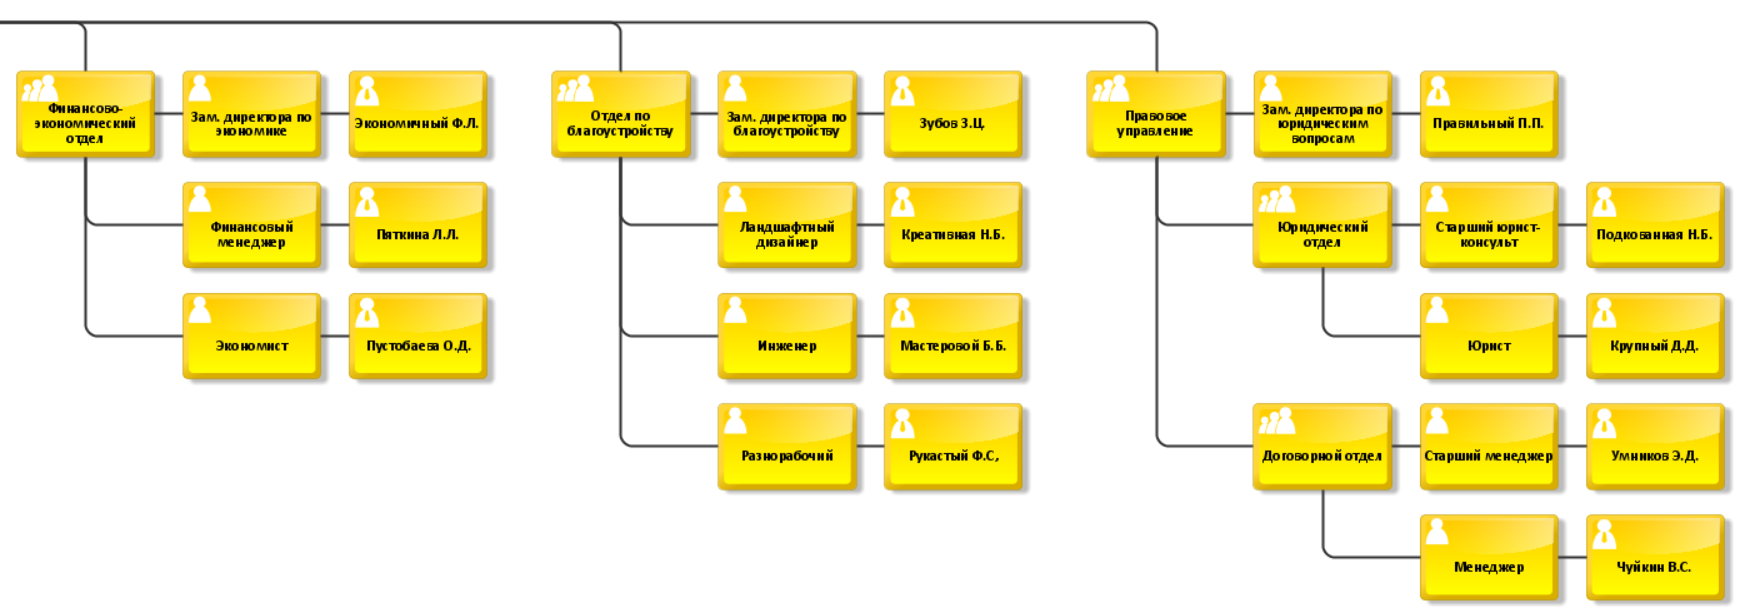 Финансово-
экономический
отдел
Зам. директора по
экономике
Экономичный Ф.Л.
Финансовый
менеджер
Пяткина Л.Л.
Экономист
Пустобаева О.Д.
Отдел по
благоустройству
Зам. директора по
благоустройству
Зубов З.Ц.
Ландшафтный
дизайнер
Креативная Н.Б.
Инженер
Мастеровой Б.Б.
Разнорабочий
Рукастый Ф.С,
Правовое
управление
Зам. директора по
юридическим
вопросам
Правильный П.П.
Юридический
отдел
Старший юрист-
консульт
Подкованная Н.Б.
Юрист
Крупный Д.Д.
Договорной отдел
Старший менеджер
Умников Э.Д.
Менеджер
Чуйкин В.С.